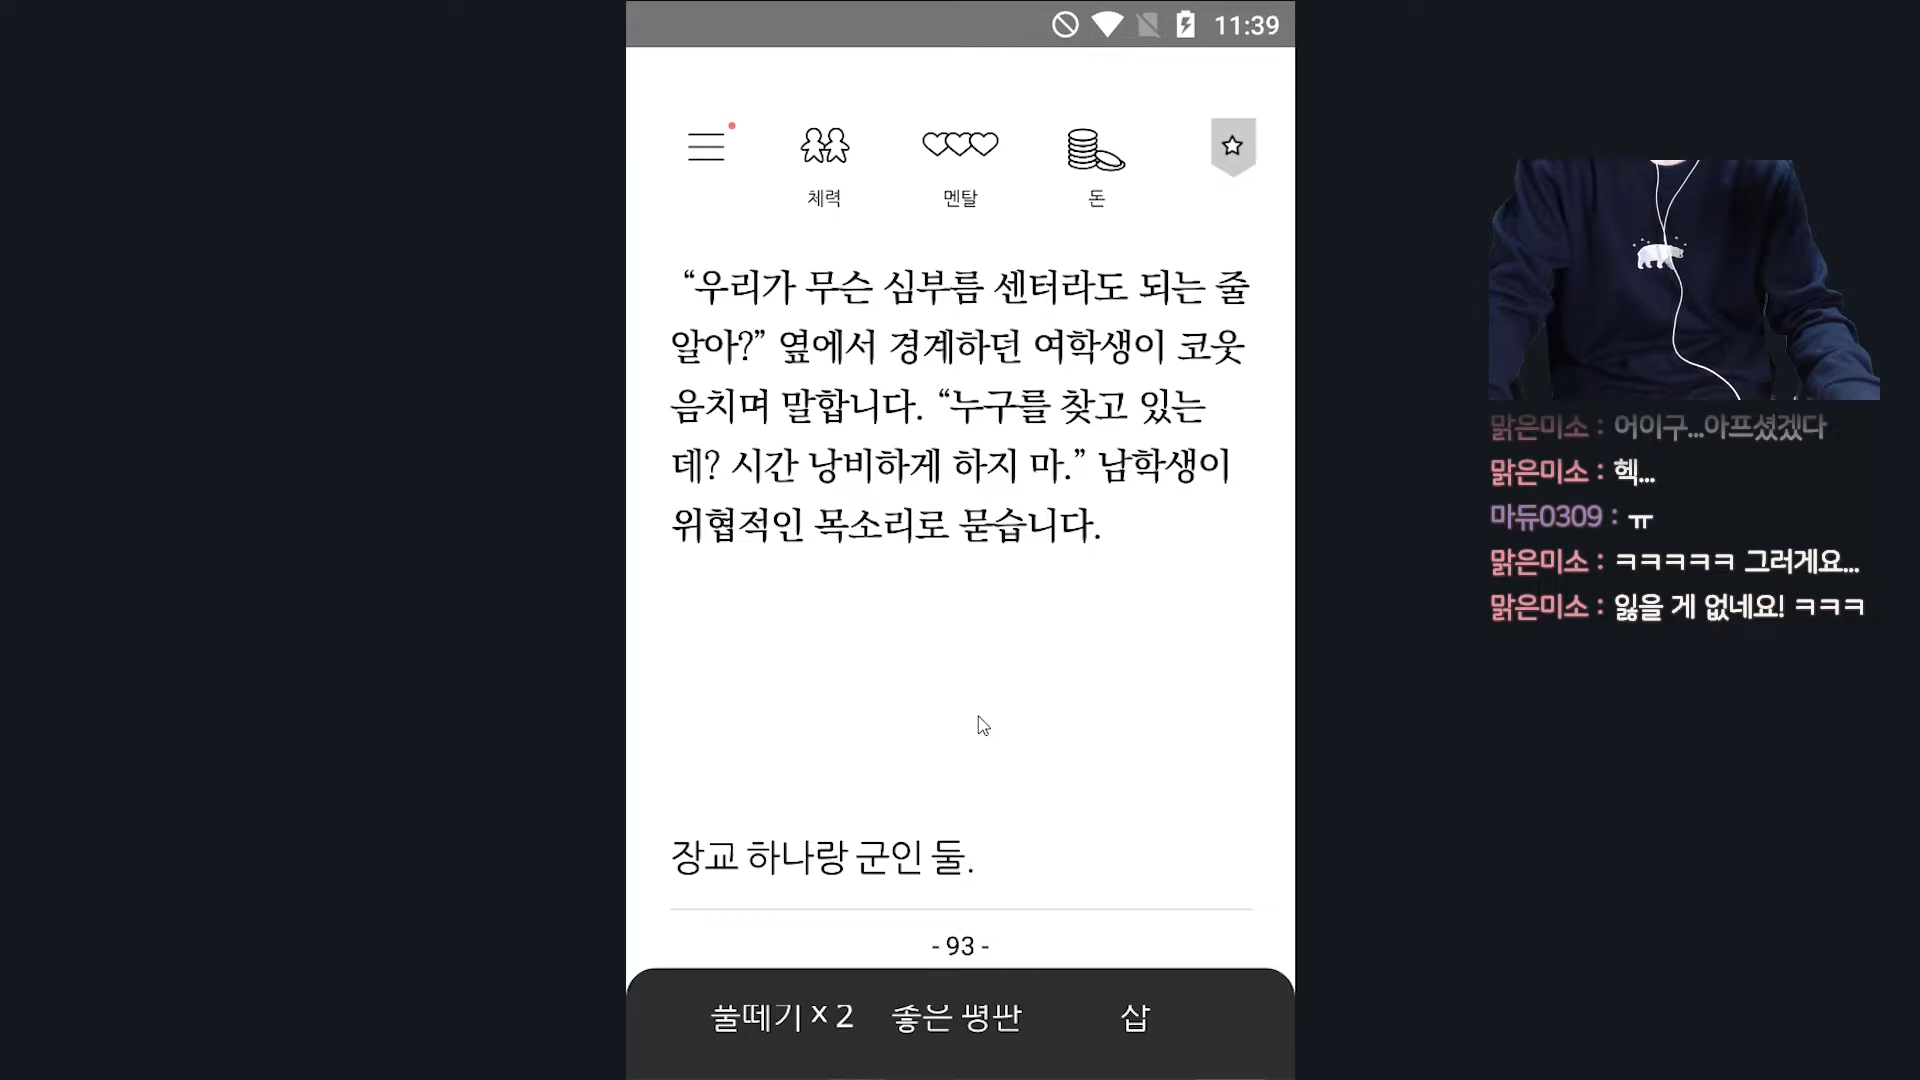 11:39
체력
멘탈
돈
“우리가 무슨 심부름 센터라도 되는 줄
알아?” 옆에서 경계하던 여학생이 코웃
음치며 말합니다. “누구를 찾고 있는
데? 시간 낭비하게 하지 마.” 남학생이
위협적인 목소리로 묻습니다.
장교 하나랑 군인 둘.
- 93 -
x 2 좋은 평판 삽
맑은미소 : 어이구...아프셨겠다
맑은미소 : 헥...
마듀0309 : ㅠ
맑은미소 : ㅋㅋㅋㅋㅋ 그러게요...
맑은미소 : 잃을 게 없네요! ㅋㅋㅋ